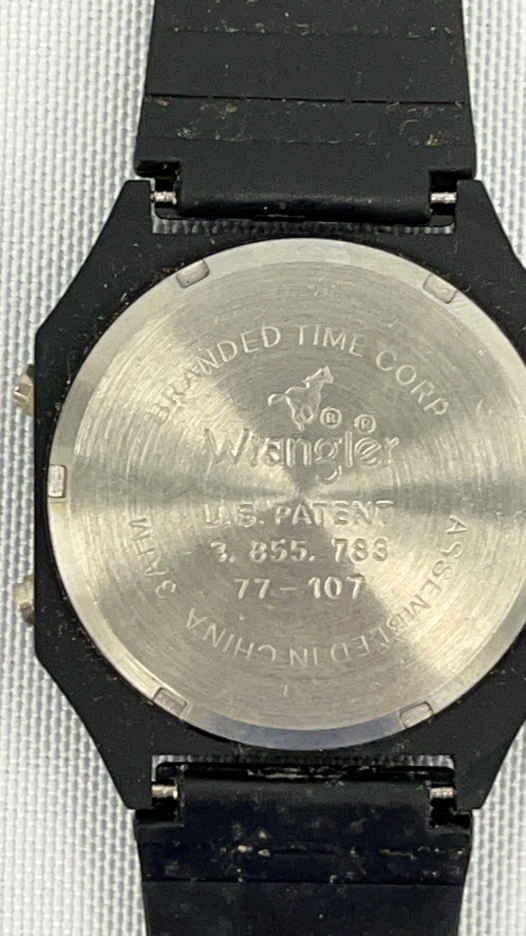 BRANDED TIME CORP
® ®
Wrangler
U.S. PATENT
3. 855. 783
77-107
3ATM
ASSEMBLED IN CHINA